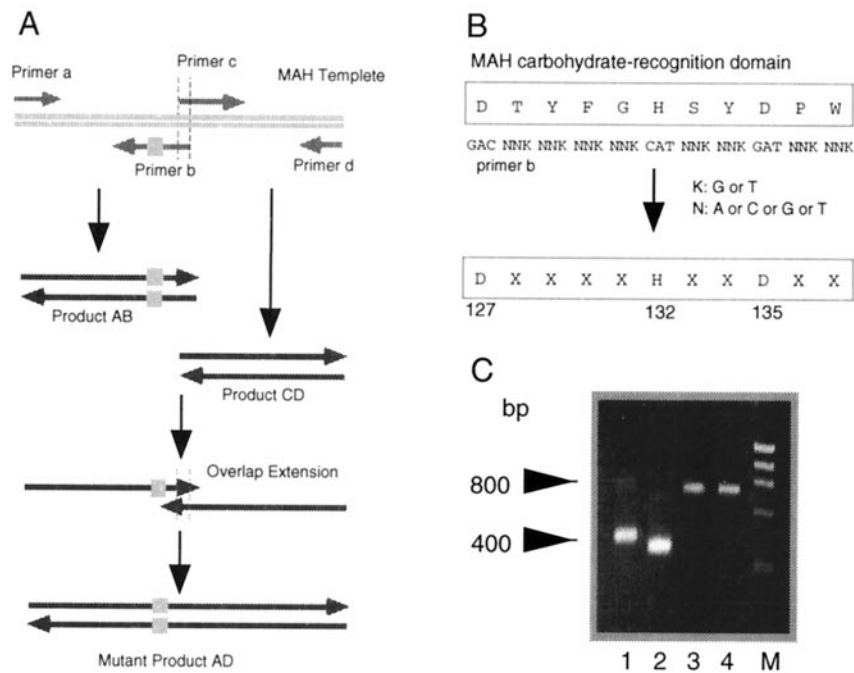 A
Primer a
Primer c
MAH Templete
Primer b
Primer d
Product AB
Product CD
Overlap Extension
Mutant Product AD
B
MAH carbohydrate-recognition domain
D T Y F G H S Y D P W
GAC NNK NNK NNK NNK CAT NNK NNK GAT NNK NNK
primer b
K: G or T
N: A or C or G or T
D X X X X H X X D X X
127 132 135
C
bp
800
400
1 2 3 4 M